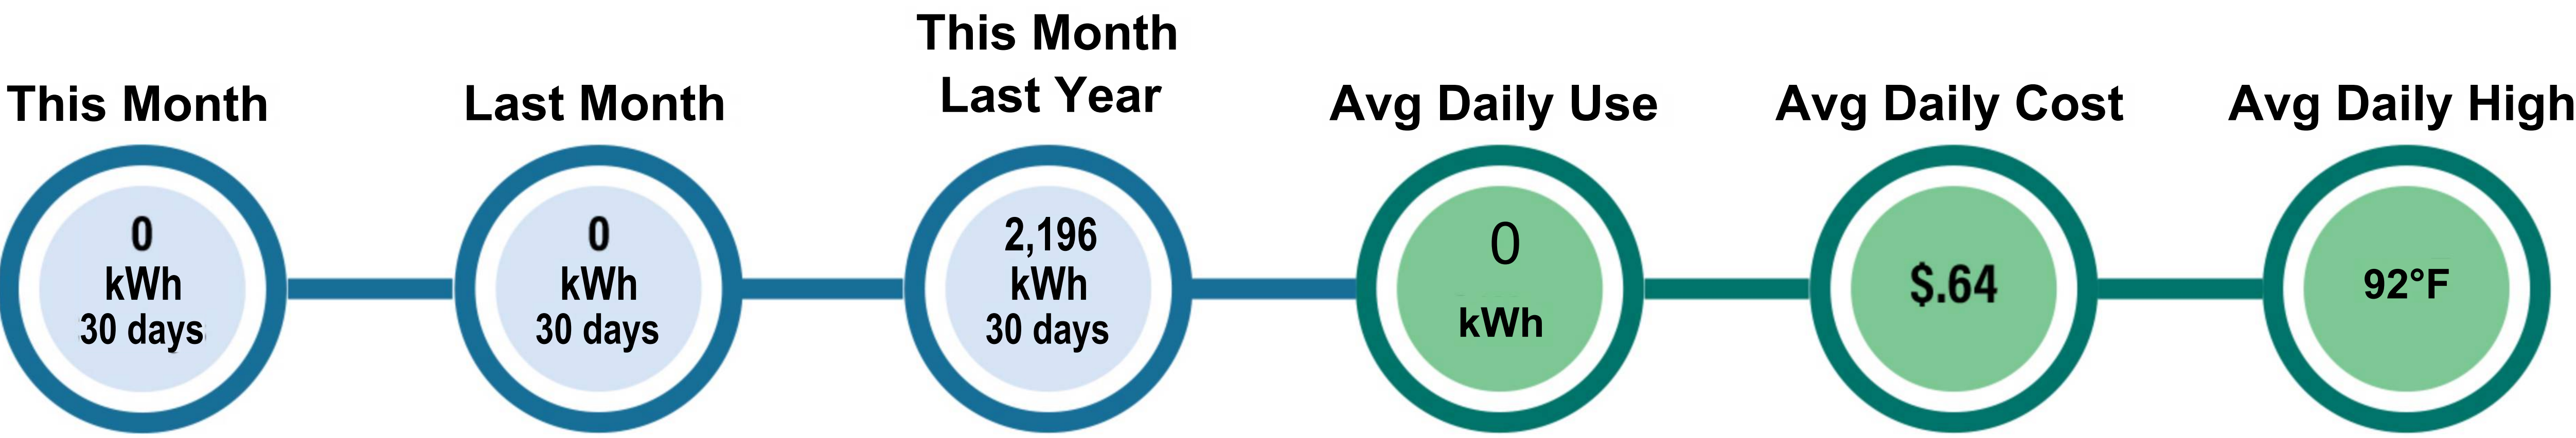 This Month
0
kWh
30 days
Last Month
0
kWh
30 days
This Month
Last Year
2,196
kWh
30 days
Avg Daily Use
0
kWh
Avg Daily Cost
$.64
Avg Daily High
92°F